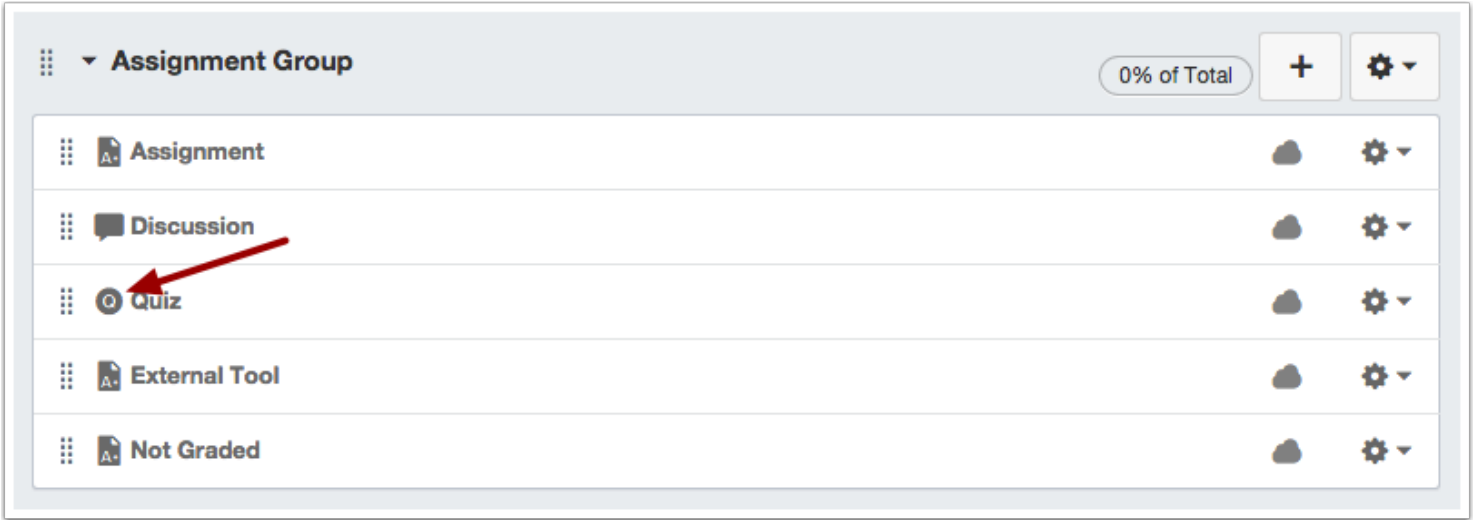 Assignment Group
0% of Total
Assignment
Discussion
Quiz
External Tool
Not Graded